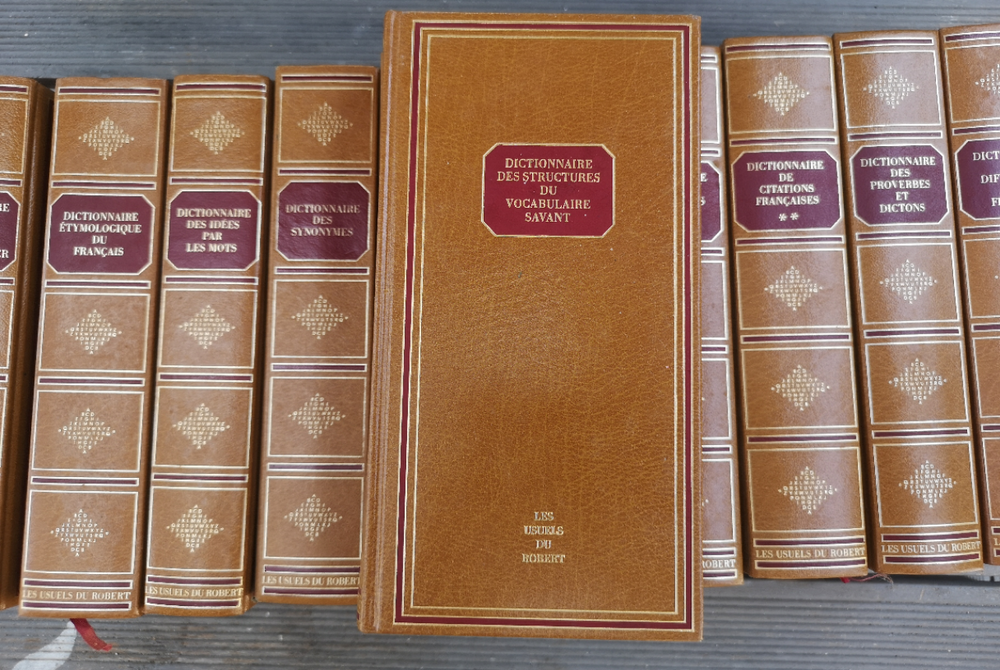 DICTIONNAIRE
ÉTYMOLOGIQUE
DU
FRANÇAIS
LES USUELS DU ROBERT
DICTIONNAIRE
DES IDÉES
PAR
LES MOTS
LES USUELS DU ROBERT
DICTIONNAIRE
DES
SYNONYMES
LES USUELS DU ROBERT
DICTIONNAIRE
DES STRUCTURES
DU
VOCABULAIRE
SAVANT
LES
USUELS
DU
ROBERT
ROBERT
DICTIONNAIRE
DE
CITATIONS
FRANÇAISES
**
LES USUELS DU ROBERT
DICTIONNAIRE
DES
PROVERBES
ET
DICTONS
LES USUELS DU ROBERT